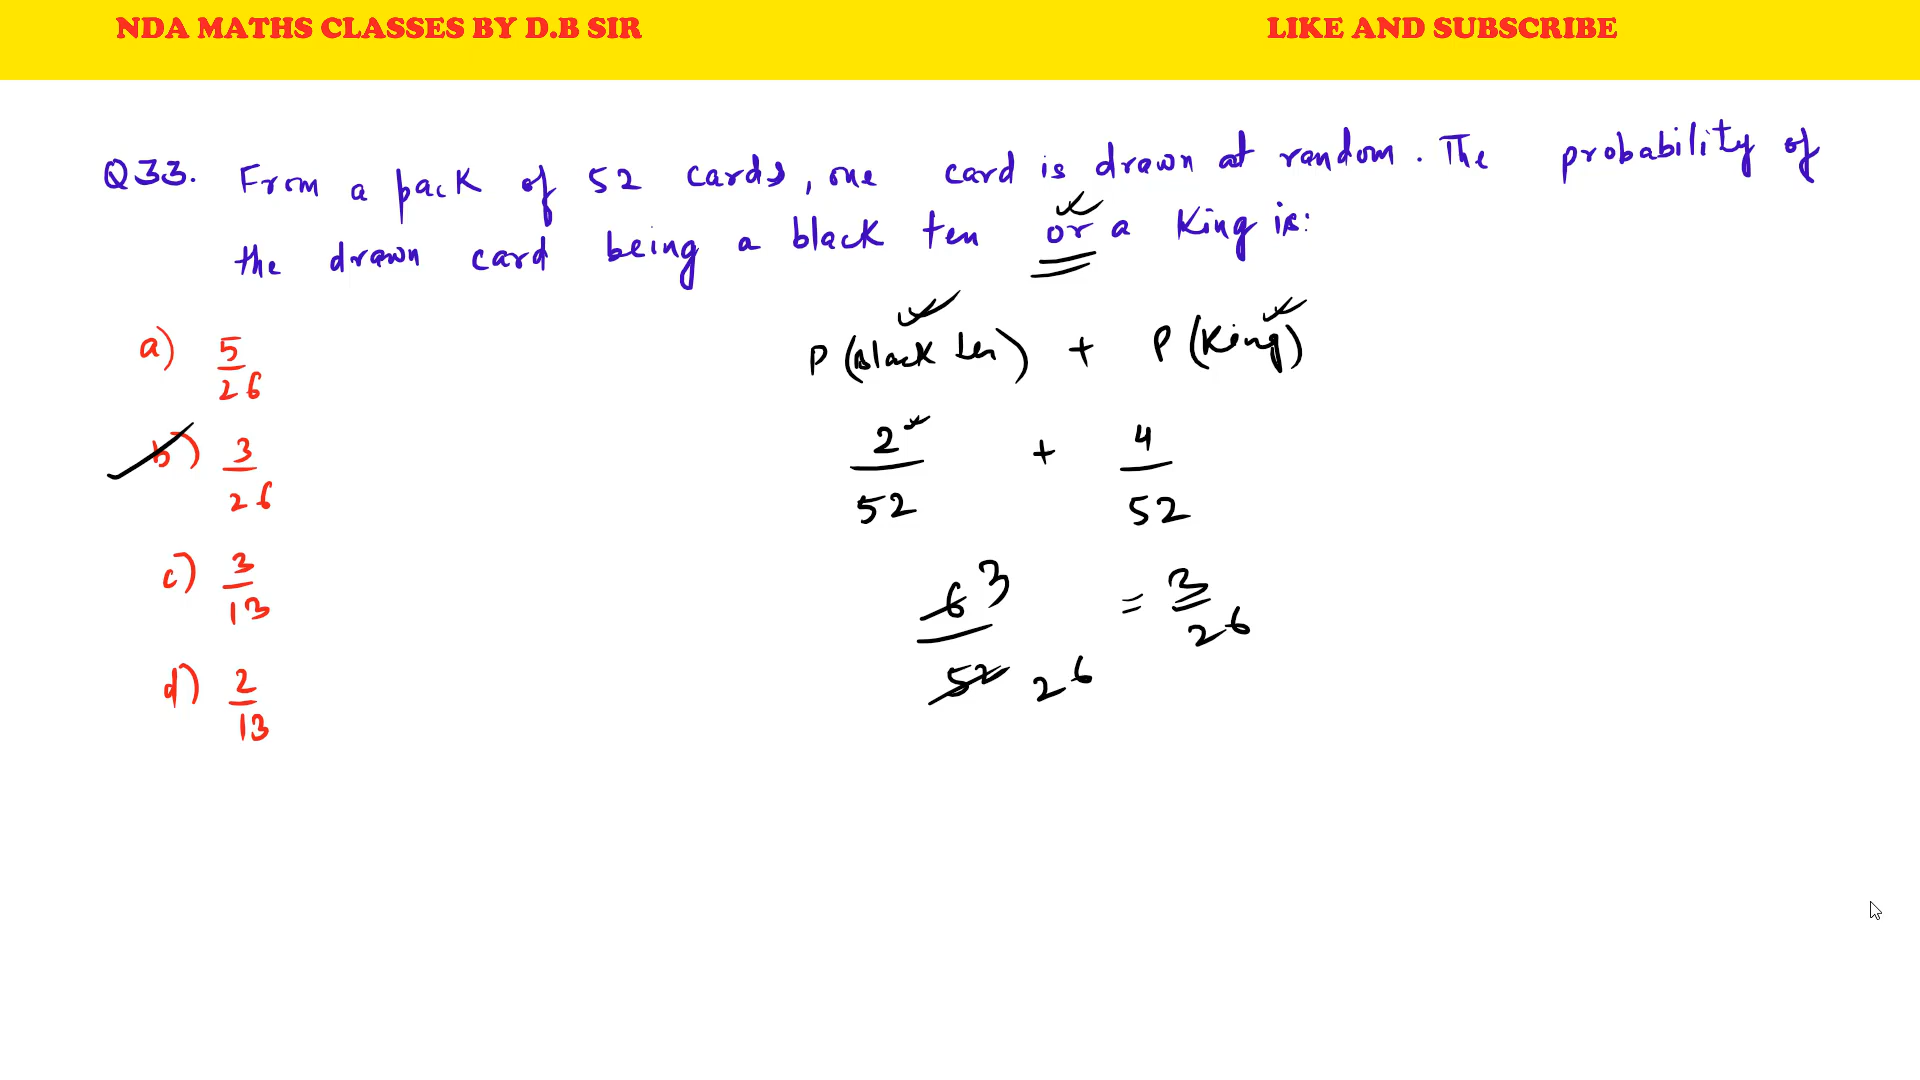 NDA MATHS CLASSES BY D.B SIR LIKE AND SUBSCRIBE
Q33. From a pack of 52 cards, one card is drawn at random. The probability of
the drawn card being a black ten or a King is:
P (Black ten) + P (King)
a) 5/26
2/52 + 4/52
b) 3/26
c) 3/13
6/52 3/26 = 3/26
d) 2/13